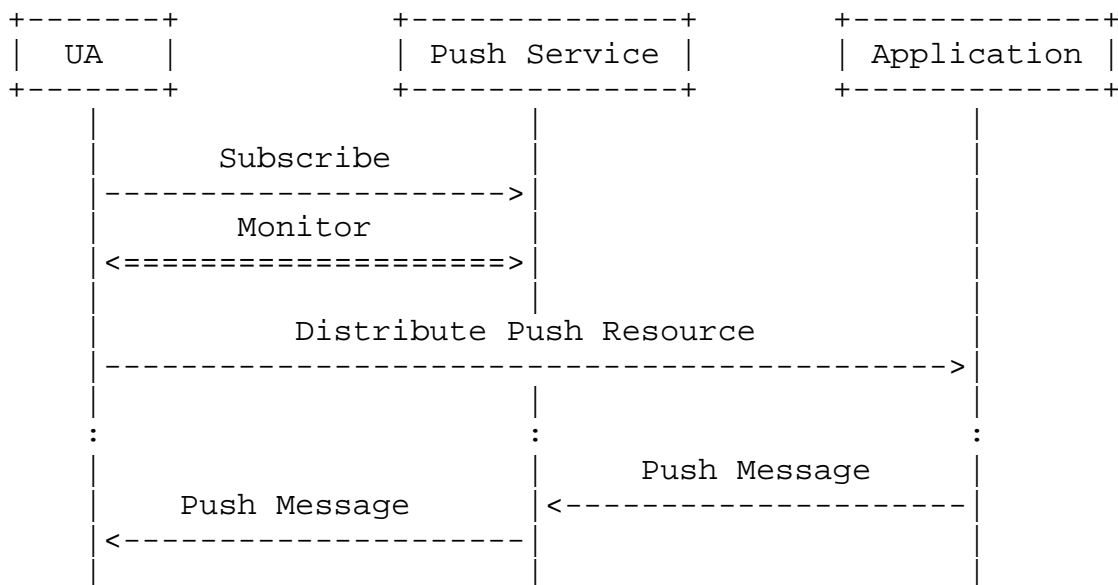 UA Push Service Application
Subscribe
Monitor
Distribute Push Resource
Push Message
Push Message